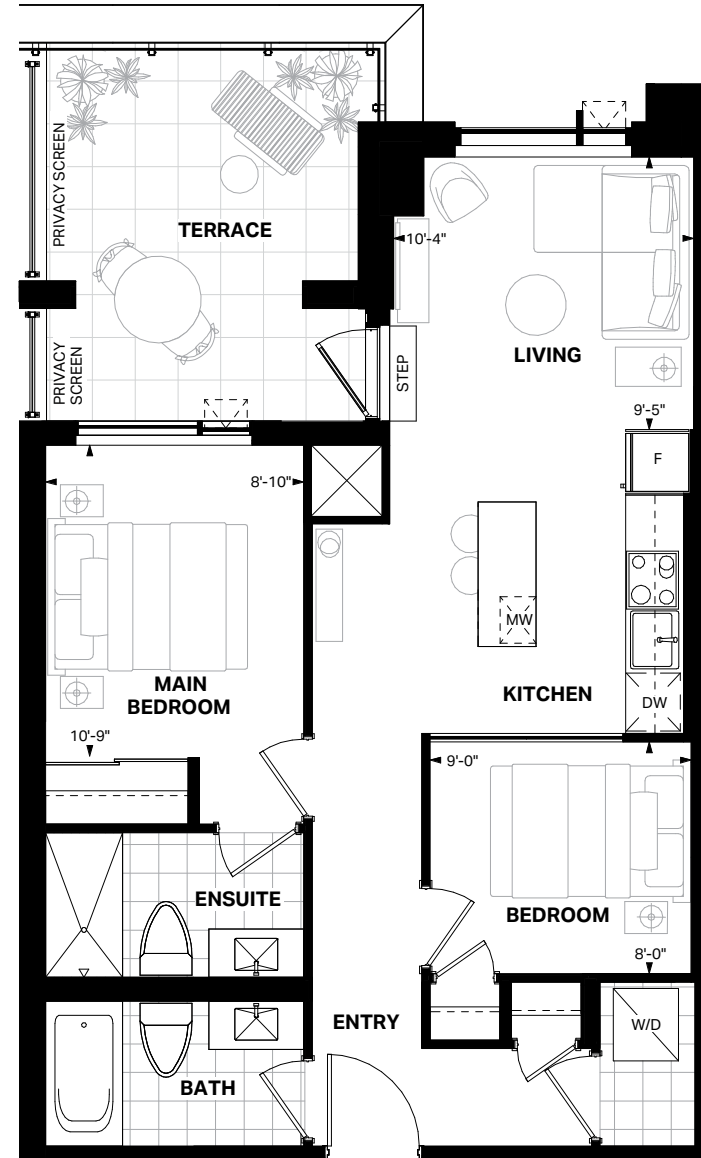 PRIVACY SCREEN
TERRACE
10'-4"
LIVING
PRIVACY
SCREEN
STEP
9'-5"
F
8'-10"
MW
MAIN
BEDROOM
KITCHEN
DW
10'-9"
9'-0"
ENSUITE
BEDROOM
8'-0"
ENTRY
W/D
BATH